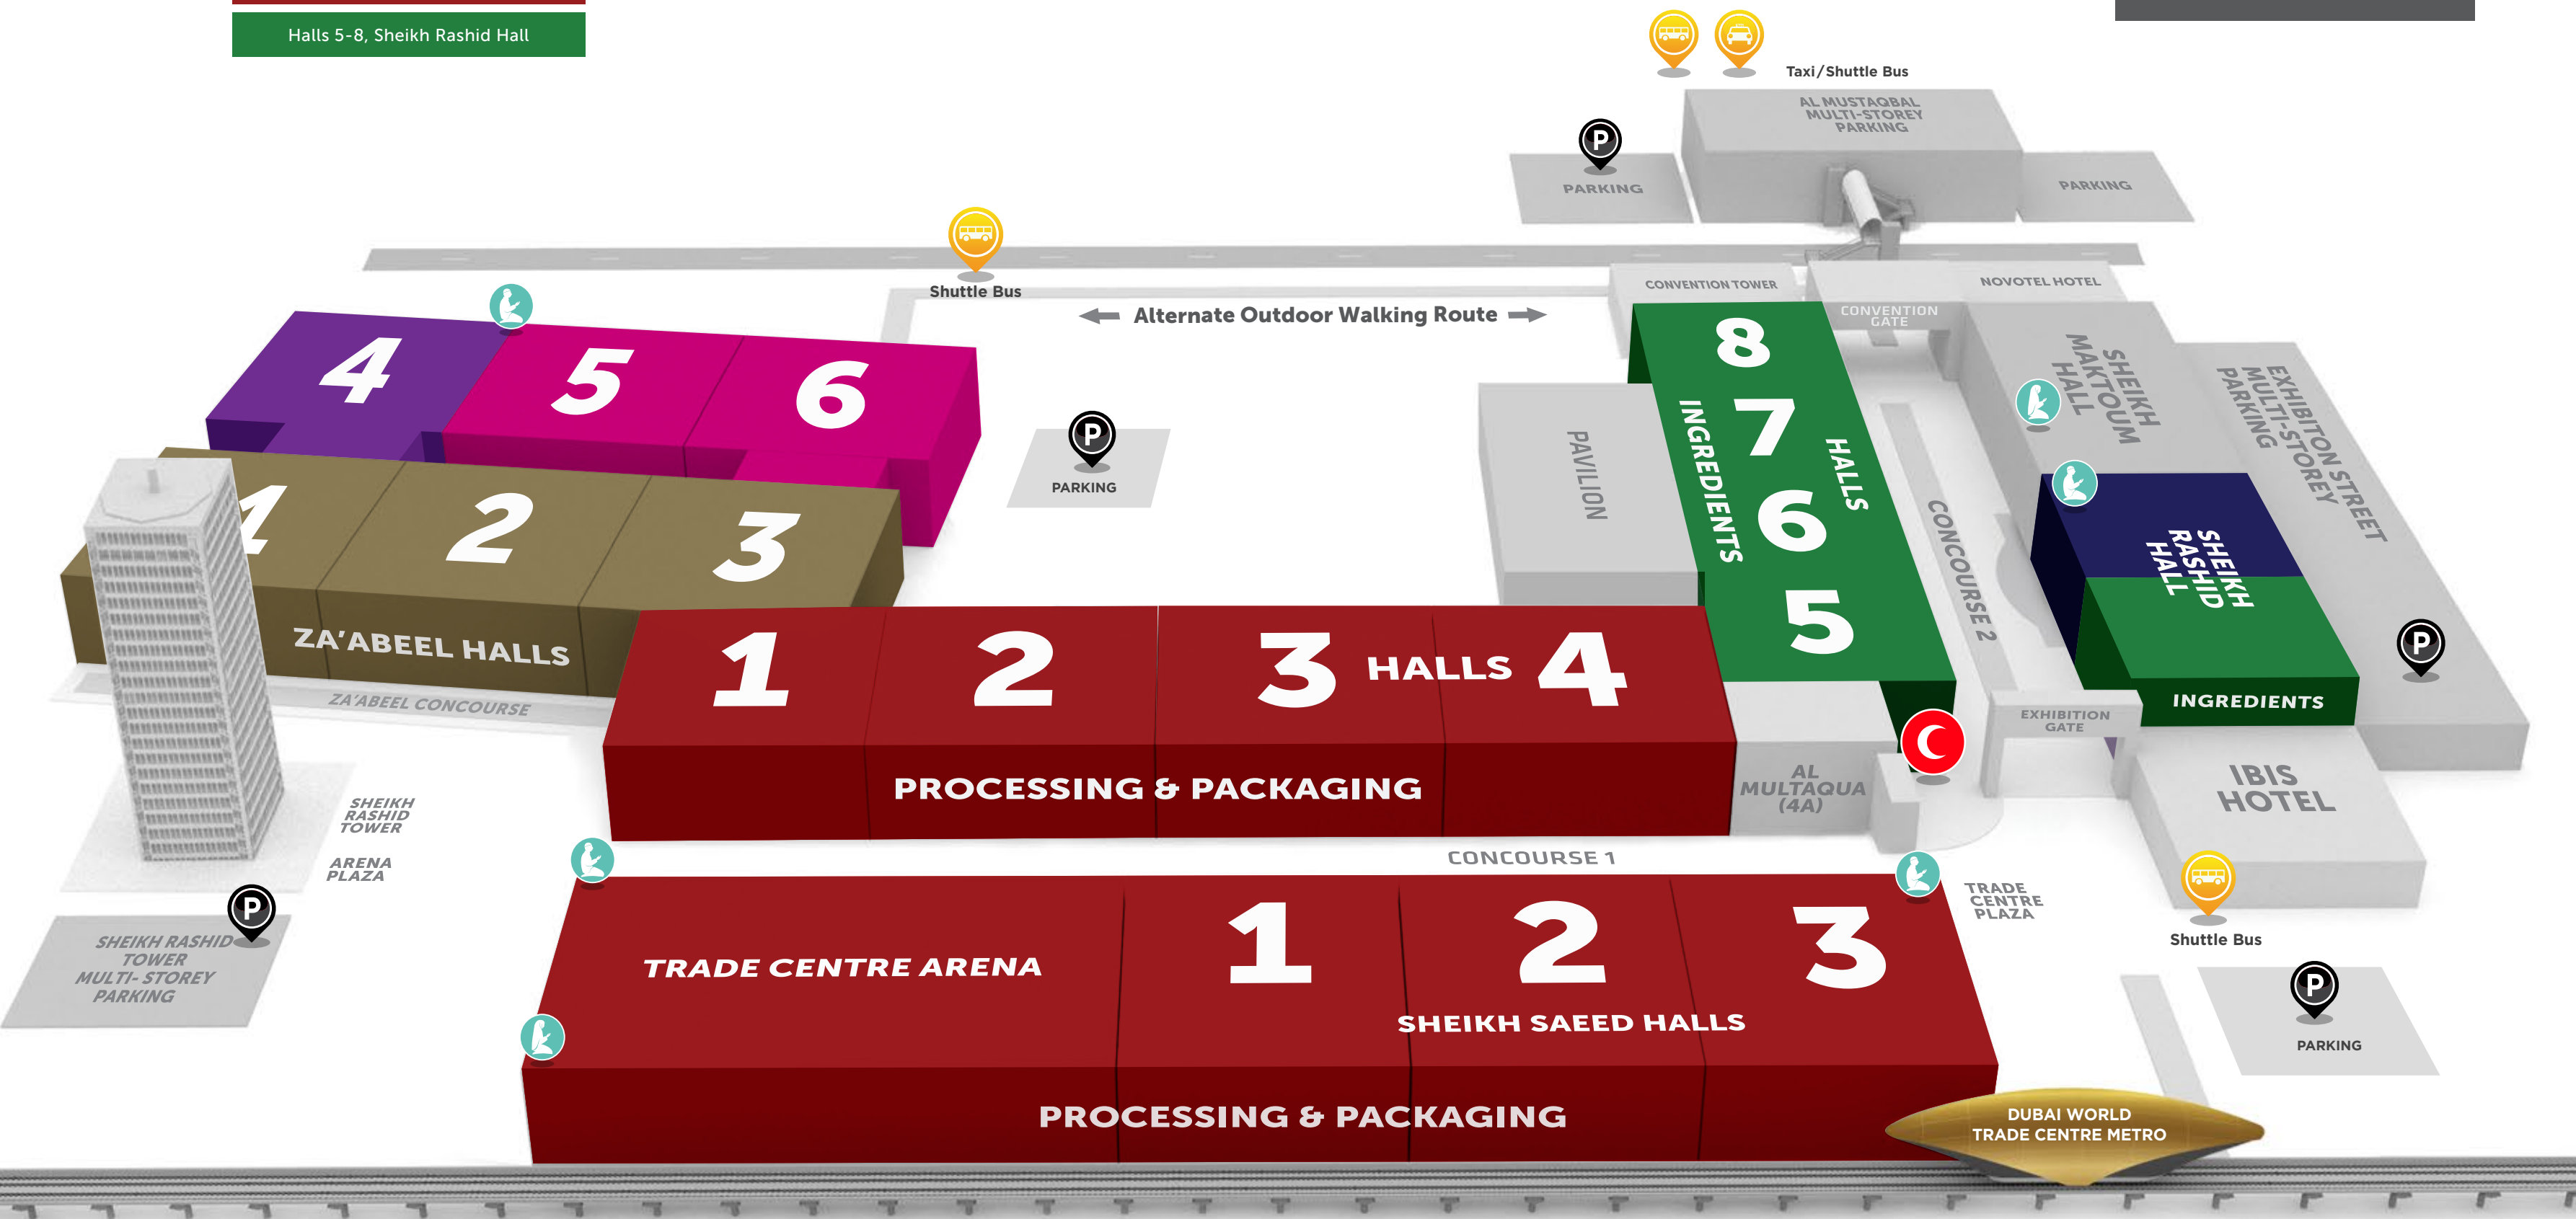 Halls 5-8, Sheikh Rashid Hall
Taxi/Shuttle Bus
AL MUSTAQBAL
MULTI-STOREY
PARKING
P
PARKING
PARKING
Shuttle Bus
Alternate Outdoor Walking Route
CONVENTION TOWER
NOVOTEL HOTEL
CONVENTION
GATE
4
5
6
8
7
6
5
INGREDIENTS
HALLS
PAVILION
P
PARKING
SHEIKH
MAKTOUM
HALL
EXHIBITON STREET
MULTI-STOREY
PARKING
CONCOURSE 2
SHEIKH
RASHID
HALL
INGREDIENTS
P
1
2
3
ZA'ABEEL HALLS
ZA'ABEEL CONCOURSE
1
2
3
HALLS
4
PROCESSING & PACKAGING
AL
MULTAQUA
(4A)
EXHIBITION
GATE
IBIS
HOTEL
SHEIKH
RASHID
TOWER
ARENA
PLAZA
P
SHEIKH RASHID
TOWER
MULTI- STOREY
PARKING
CONCOURSE 1
TRADE
CENTRE
PLAZA
Shuttle Bus
P
PARKING
TRADE CENTRE ARENA
1
2
3
SHEIKH SAEED HALLS
PROCESSING & PACKAGING
DUBAI WORLD
TRADE CENTRE METRO